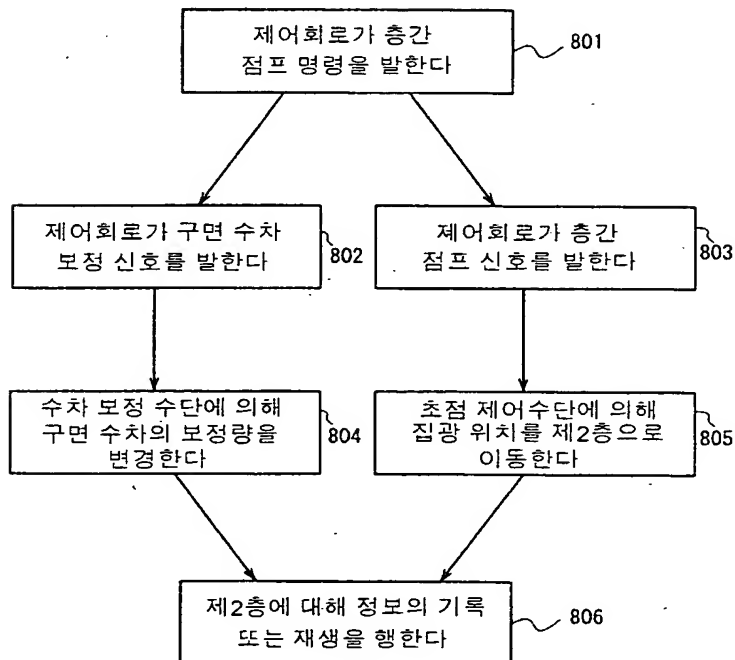 제어회로가 층간
점프 명령을 발한다
801
제어회로가 구면 수차
보정 신호를 발한다
802
제어회로가 층간
점프 신호를 발한다
803
수차 보정 수단에 의해
구면 수차의 보정량을
변경한다
804
초점 제어수단에 의해
집광 위치를 제2층으로
이동한다
805
제2층에 대해 정보의 기록
또는 재생을 행한다
806